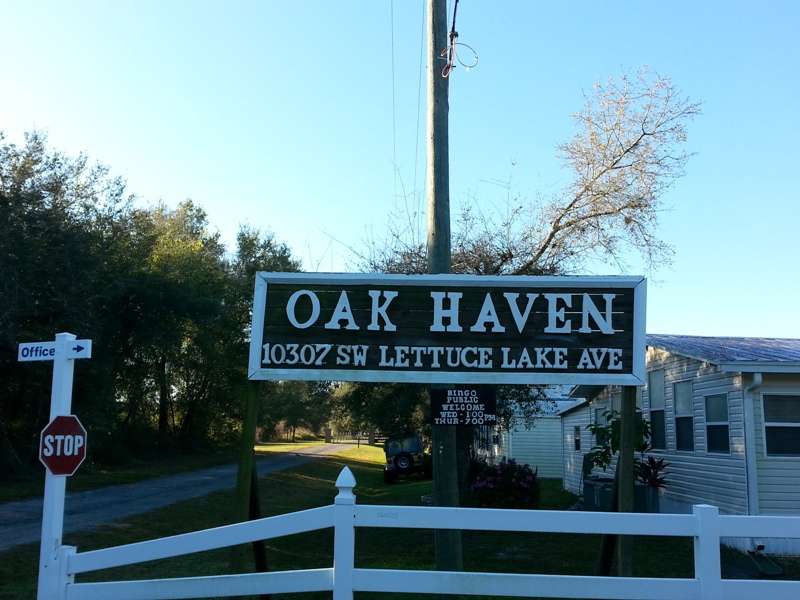 OAK HAVEN
10307 SW LETTUCE LAKE AVE
BINGO
PUBLIC
WELCOME
WED - 1:00 PM
THUR - 7:00
Office
STOP